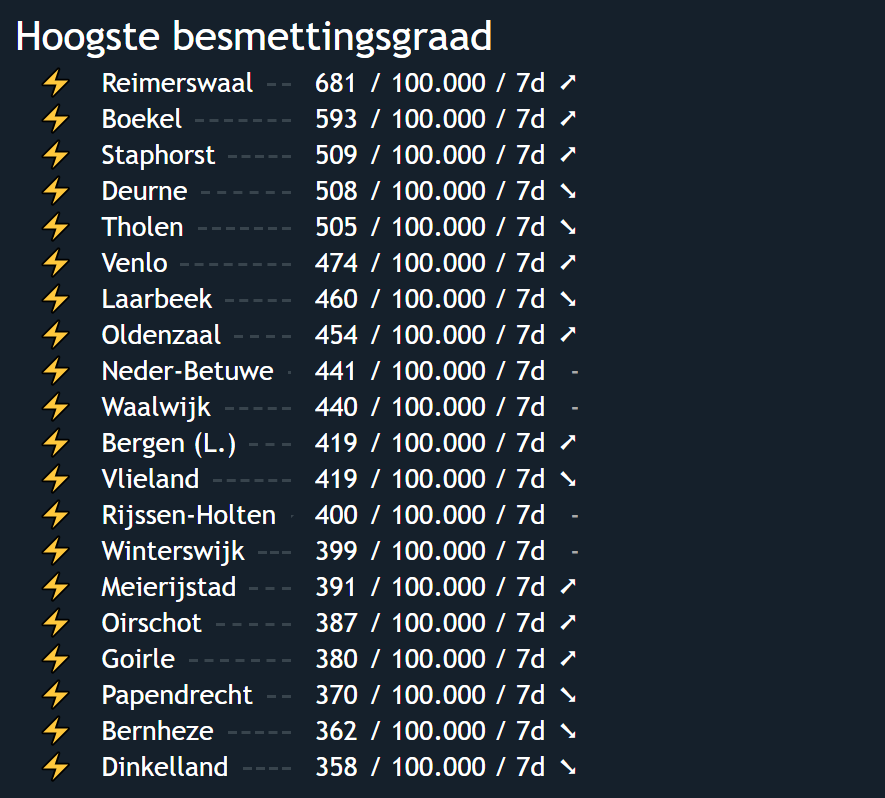 Hoogste besmettingsgraad
⚡ Reimerswaal -- 681 / 100.000 / 7d ➚
⚡ Boekel ------- 593 / 100.000 / 7d ➚
⚡ Staphorst ----- 509 / 100.000 / 7d ➚
⚡ Deurne ------ 508 / 100.000 / 7d ➘
⚡ Tholen ------- 505 / 100.000 / 7d ➘
⚡ Venlo -------- 474 / 100.000 / 7d ➚
⚡ Laarbeek ----- 460 / 100.000 / 7d ➘
⚡ Oldenzaal ---- 454 / 100.000 / 7d ➚
⚡ Neder-Betuwe - 441 / 100.000 / 7d -
⚡ Waalwijk ----- 440 / 100.000 / 7d -
⚡ Bergen (L.) --- 419 / 100.000 / 7d ➚
⚡ Vlieland ------ 419 / 100.000 / 7d ➘
⚡ Rijssen-Holten - 400 / 100.000 / 7d -
⚡ Winterswijk --- 399 / 100.000 / 7d -
⚡ Meierijstad --- 391 / 100.000 / 7d ➚
⚡ Oirschot ----- 387 / 100.000 / 7d ➚
⚡ Goirle ------- 380 / 100.000 / 7d ➚
⚡ Papendrecht -- 370 / 100.000 / 7d ➘
⚡ Bernheze ----- 362 / 100.000 / 7d ➘
⚡ Dinkelland ---- 358 / 100.000 / 7d ➘